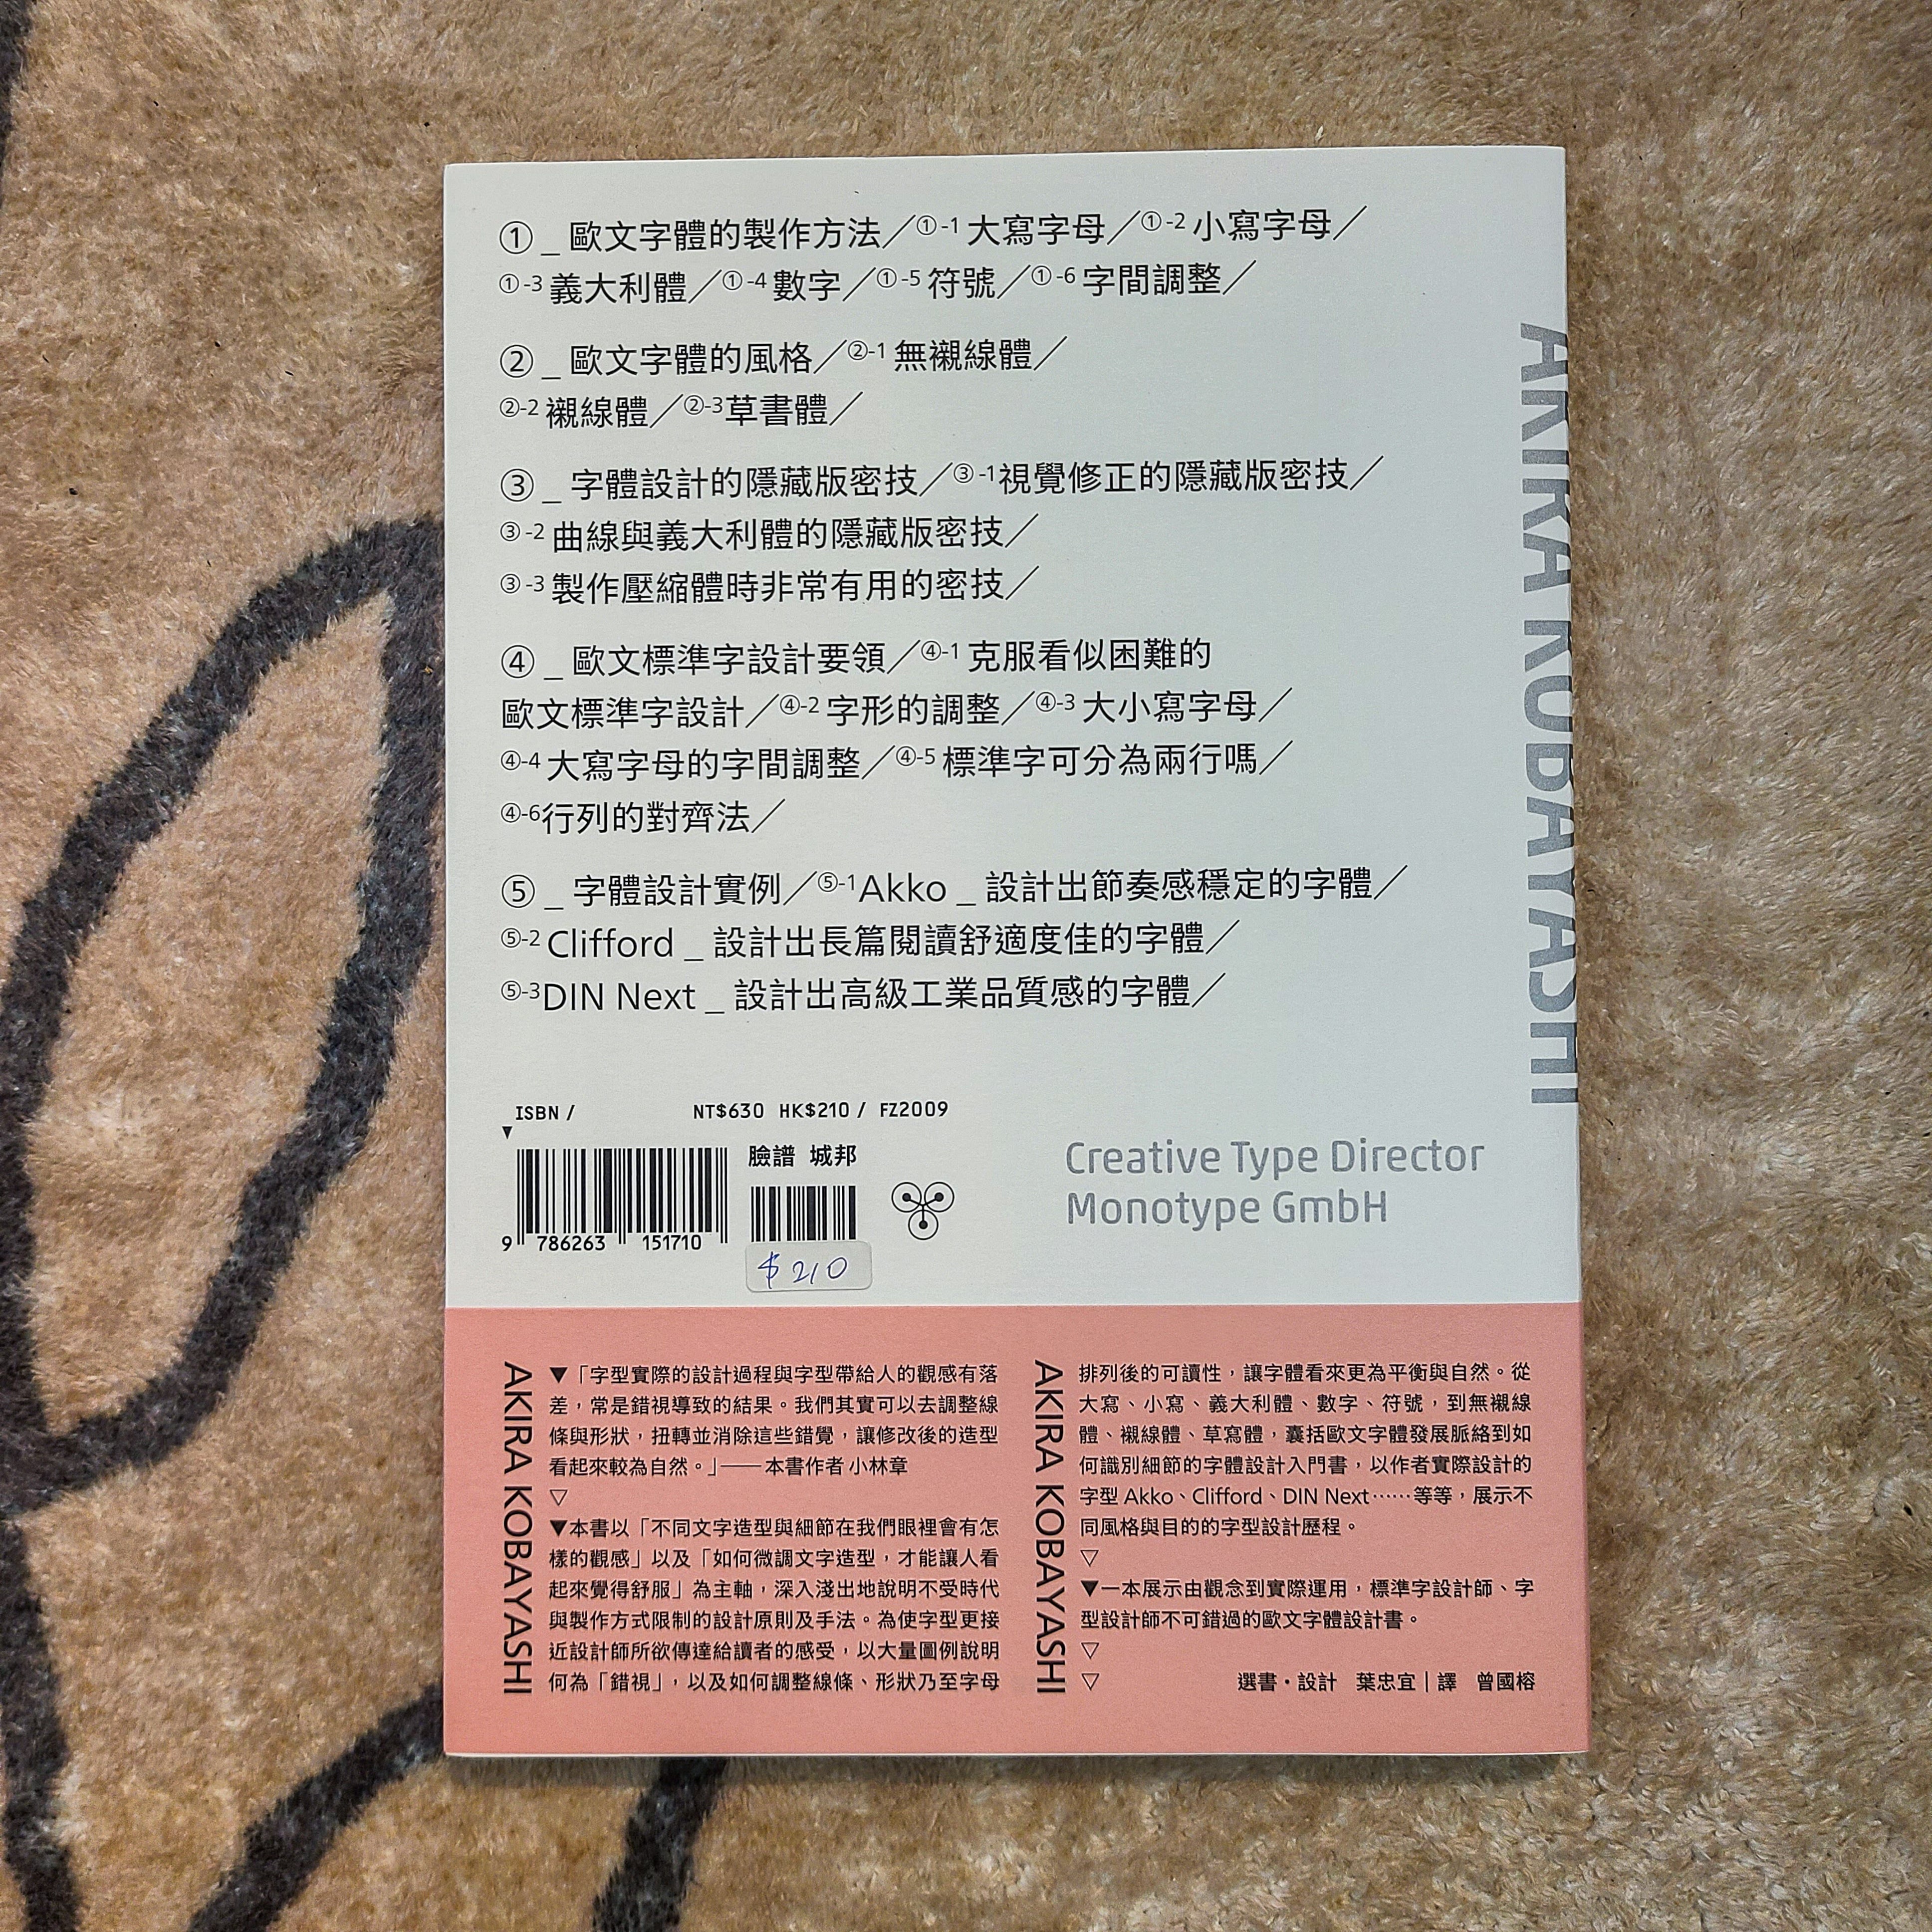 ①_歐文字體的製作方法／①-1 大寫字母／①-2 小寫字母／
①-3 義大利體／①-4 數字／①-5 符號／①-6 字間調整／
②_歐文字體的風格／②-1 無襯線體／
②-2 襯線體／②-3 草書體／
③_字體設計的隱藏版密技／③-1 視覺修正的隱藏版密技／
③-2 曲線與義大利體的隱藏版密技／
③-3 製作壓縮體時非常有用的密技／
④_歐文標準字設計要領／④-1 克服看似困難的
歐文標準字設計／④-2 字形的調整／④-3 大小寫字母／
④-4 大寫字母的字間調整／④-5 標準字可分為兩行嗎／
④-6 行列的對齊法／
⑤_字體設計實例／⑤-1 Akko _ 設計出節奏感穩定的字體／
⑤-2 Clifford _ 設計出長篇閱讀舒適度佳的字體／
⑤-3 DIN Next _ 設計出高級工業品質感的字體／
AKIRA KOBAYASHI
ISBN / NT$630 HK$210 / FZ2009
臉譜 城邦
9 786263 151710
$210
Creative Type Director
Monotype GmbH
AKIRA KOBAYASHI
▼「字型實際的設計過程與字型帶給人的觀感有落
差，常是錯視導致的結果。我們其實可以去調整線
條與形狀，扭轉並消除這些錯覺，讓修改後的造型
看起來較為自然。」——本書作者 小林章
▽
▼本書以「不同文字造型與細節在我們眼裡會有怎
樣的觀感」以及「如何微調文字造型，才能讓人看
起來覺得舒服」為主軸，深入淺出地說明不受時代
與製作方式限制的設計原則及手法。為使字型更接
近設計師所欲傳達給讀者的感受，以大量圖例說明
何為「錯視」，以及如何調整線條、形狀乃至字母
AKIRA KOBAYASHI
排列後的可讀性，讓字體看來更為平衡與自然。從
大寫、小寫、義大利體、數字、符號，到無襯線
體、襯線體、草寫體，囊括歐文字體發展脈絡到如
何識別細節的字體設計入門書，以作者實際設計的
字型 Akko、Clifford、DIN Next⋯⋯等等，展示不
同風格與目的的字型設計歷程。
▽
▼一本展示由觀念到實際運用，標準字設計師、字
型設計師不可錯過的歐文字體設計書。
▽
▽ 選書・設計 葉忠宜｜譯 曾國榕